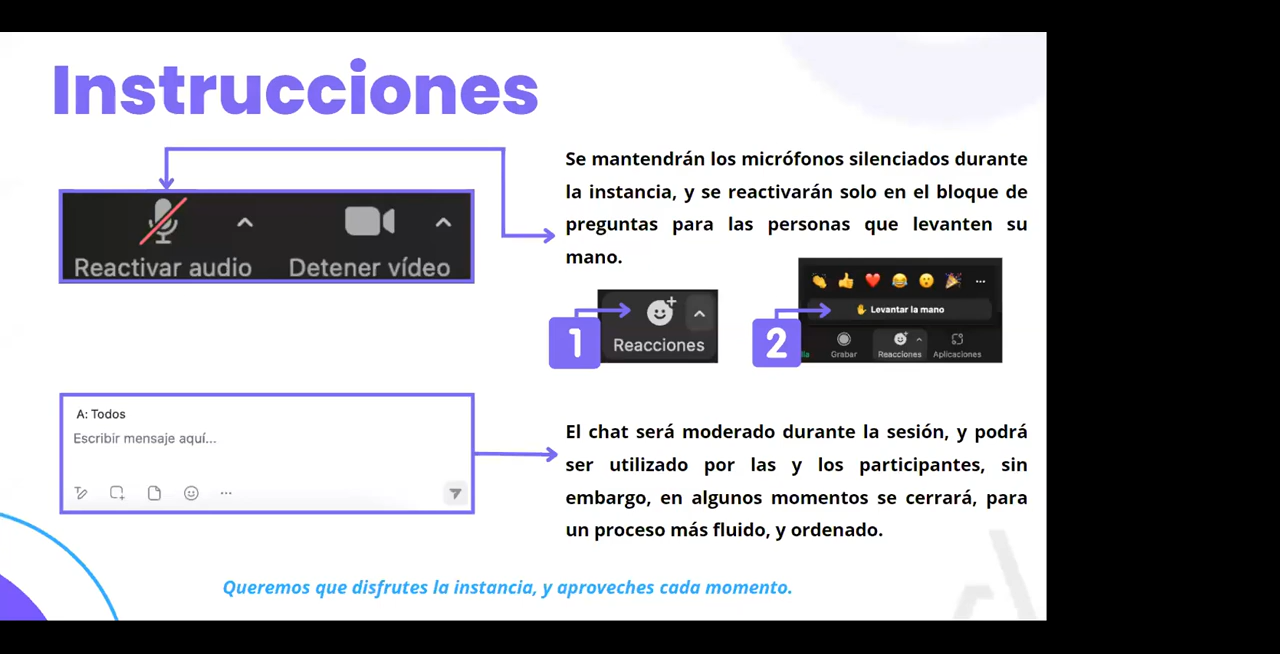 Instrucciones
Se mantendrán los micrófonos silenciados durante
la instancia, y se reactivarán solo en el bloque de
preguntas para las personas que levanten su
mano.
Reactivar audio
Detener vídeo
1
Reacciones
2
Levantar la mano
Grabar
Reacciones
Aplicaciones
A: Todos
Escribir mensaje aquí...
El chat será moderado durante la sesión, y podrá
ser utilizado por las y los participantes, sin
embargo, en algunos momentos se cerrará, para
un proceso más fluido, y ordenado.
Queremos que disfrutes la instancia, y aproveches cada momento.